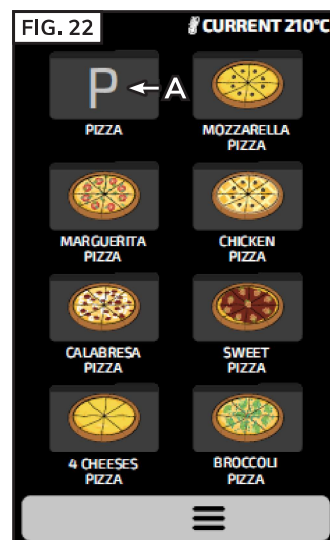 FIG. 22
CURRENT 210°C
P
A
PIZZA
MOZZARELLA
PIZZA
MARGUERITA
PIZZA
CHICKEN
PIZZA
CALABRESA
PIZZA
SWEET
PIZZA
4 CHEESES
PIZZA
BROCCOLI
PIZZA